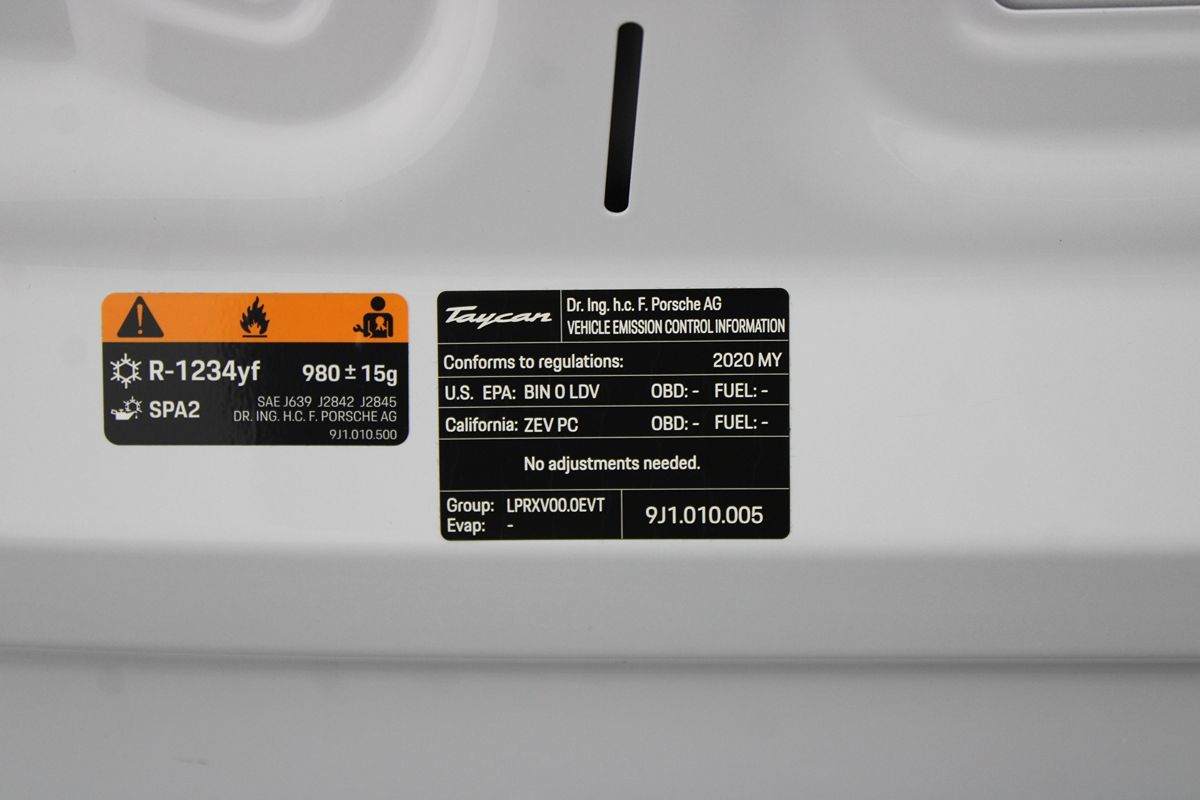 R-1234yf 980 ± 15g
SPA2
SAE J639 J2842 J2845
DR. ING. H.C. F. PORSCHE AG
9J1.010.500
Taycan
Dr. Ing. h.c. F. Porsche AG
VEHICLE EMISSION CONTROL INFORMATION
Conforms to regulations: 2020 MY
U.S. EPA: BIN 0 LDV OBD: - FUEL: -
California: ZEV PC OBD: - FUEL: -
No adjustments needed.
Group: LPRXV00.0EVT
Evap: -
9J1.010.005